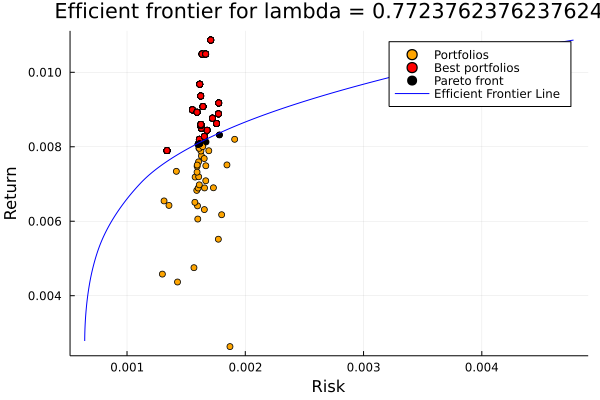 Efficient frontier for lambda = 0.7723762376237624
Portfolios
Best portfolios
Pareto front
Efficient Frontier Line
0.010
0.008
0.006
0.004
Return
0.001 0.002 0.003 0.004
Risk